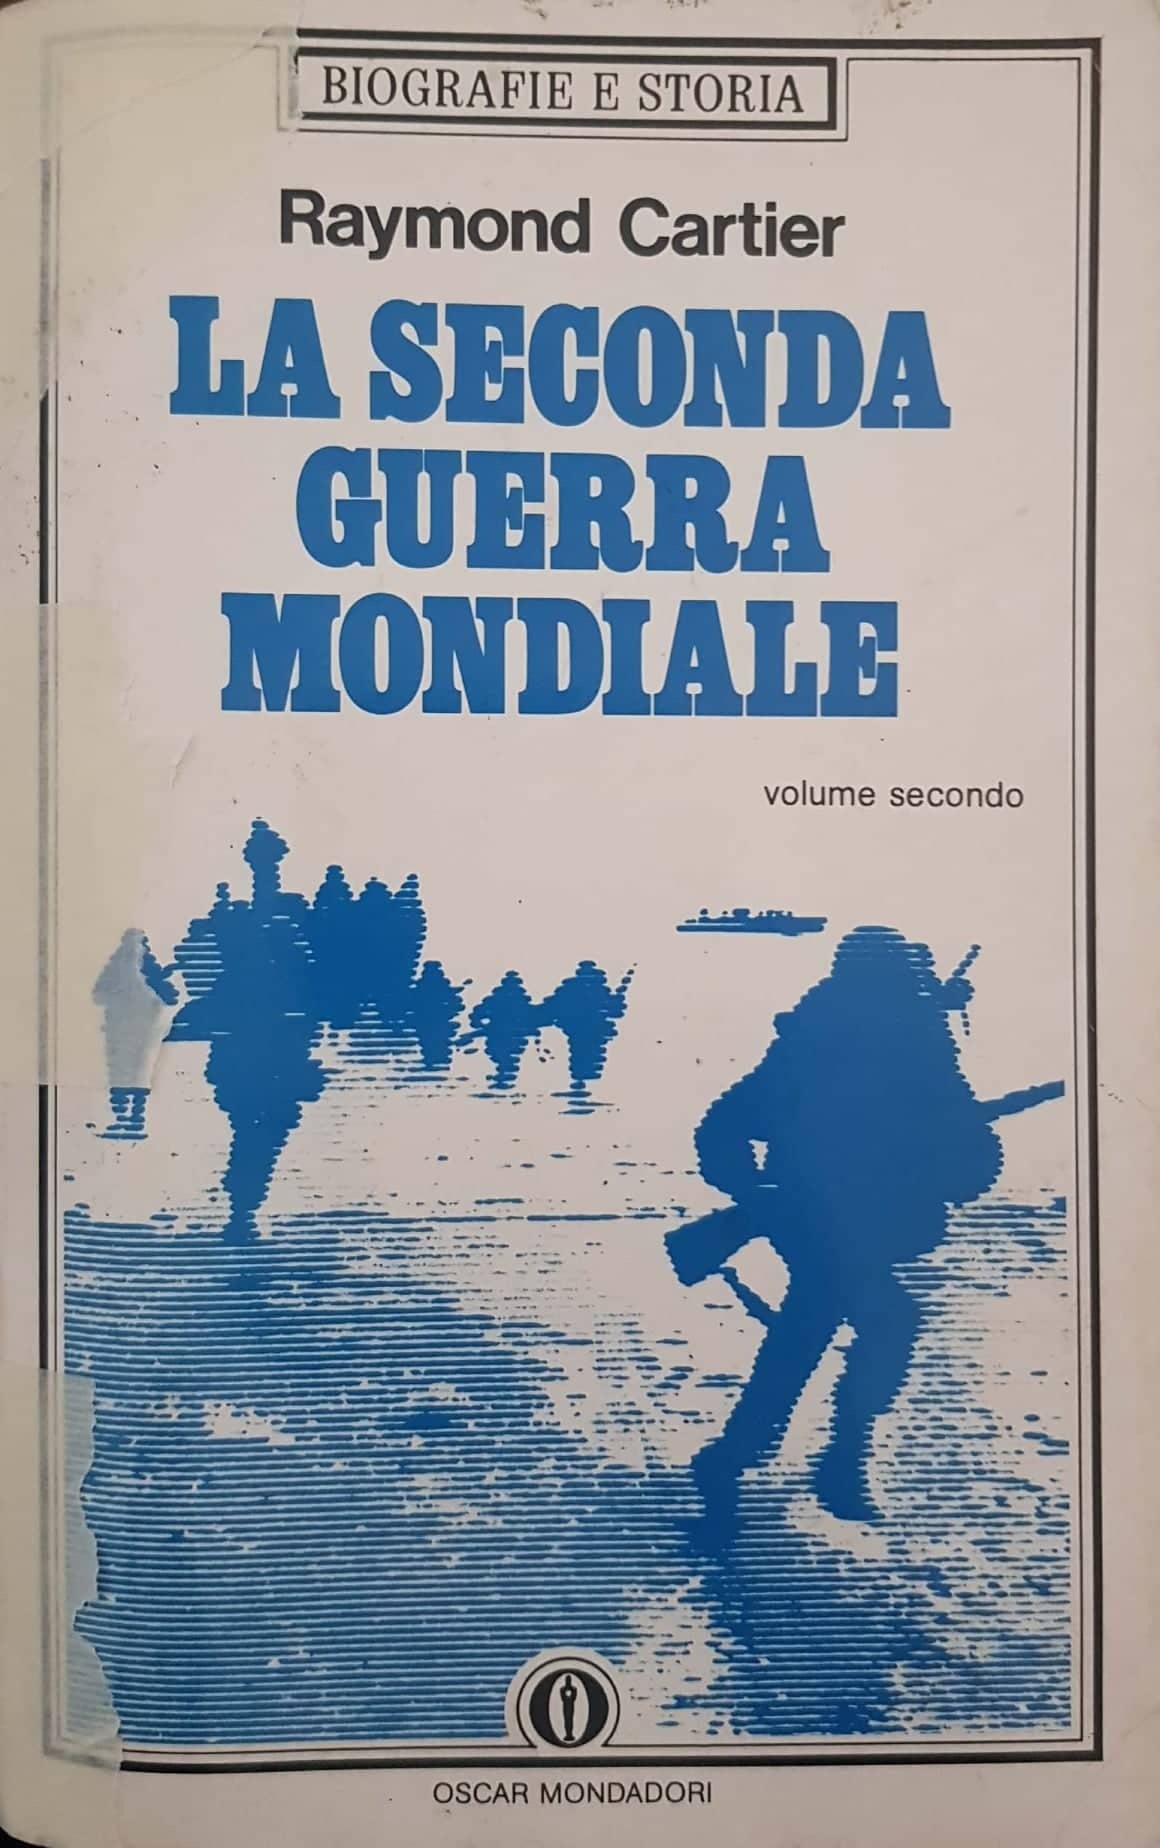 BIOGRAFIE E STORIA
Raymond Cartier
LA SECONDA
GUERRA
MONDIALE
volume secondo
OSCAR MONDADORI